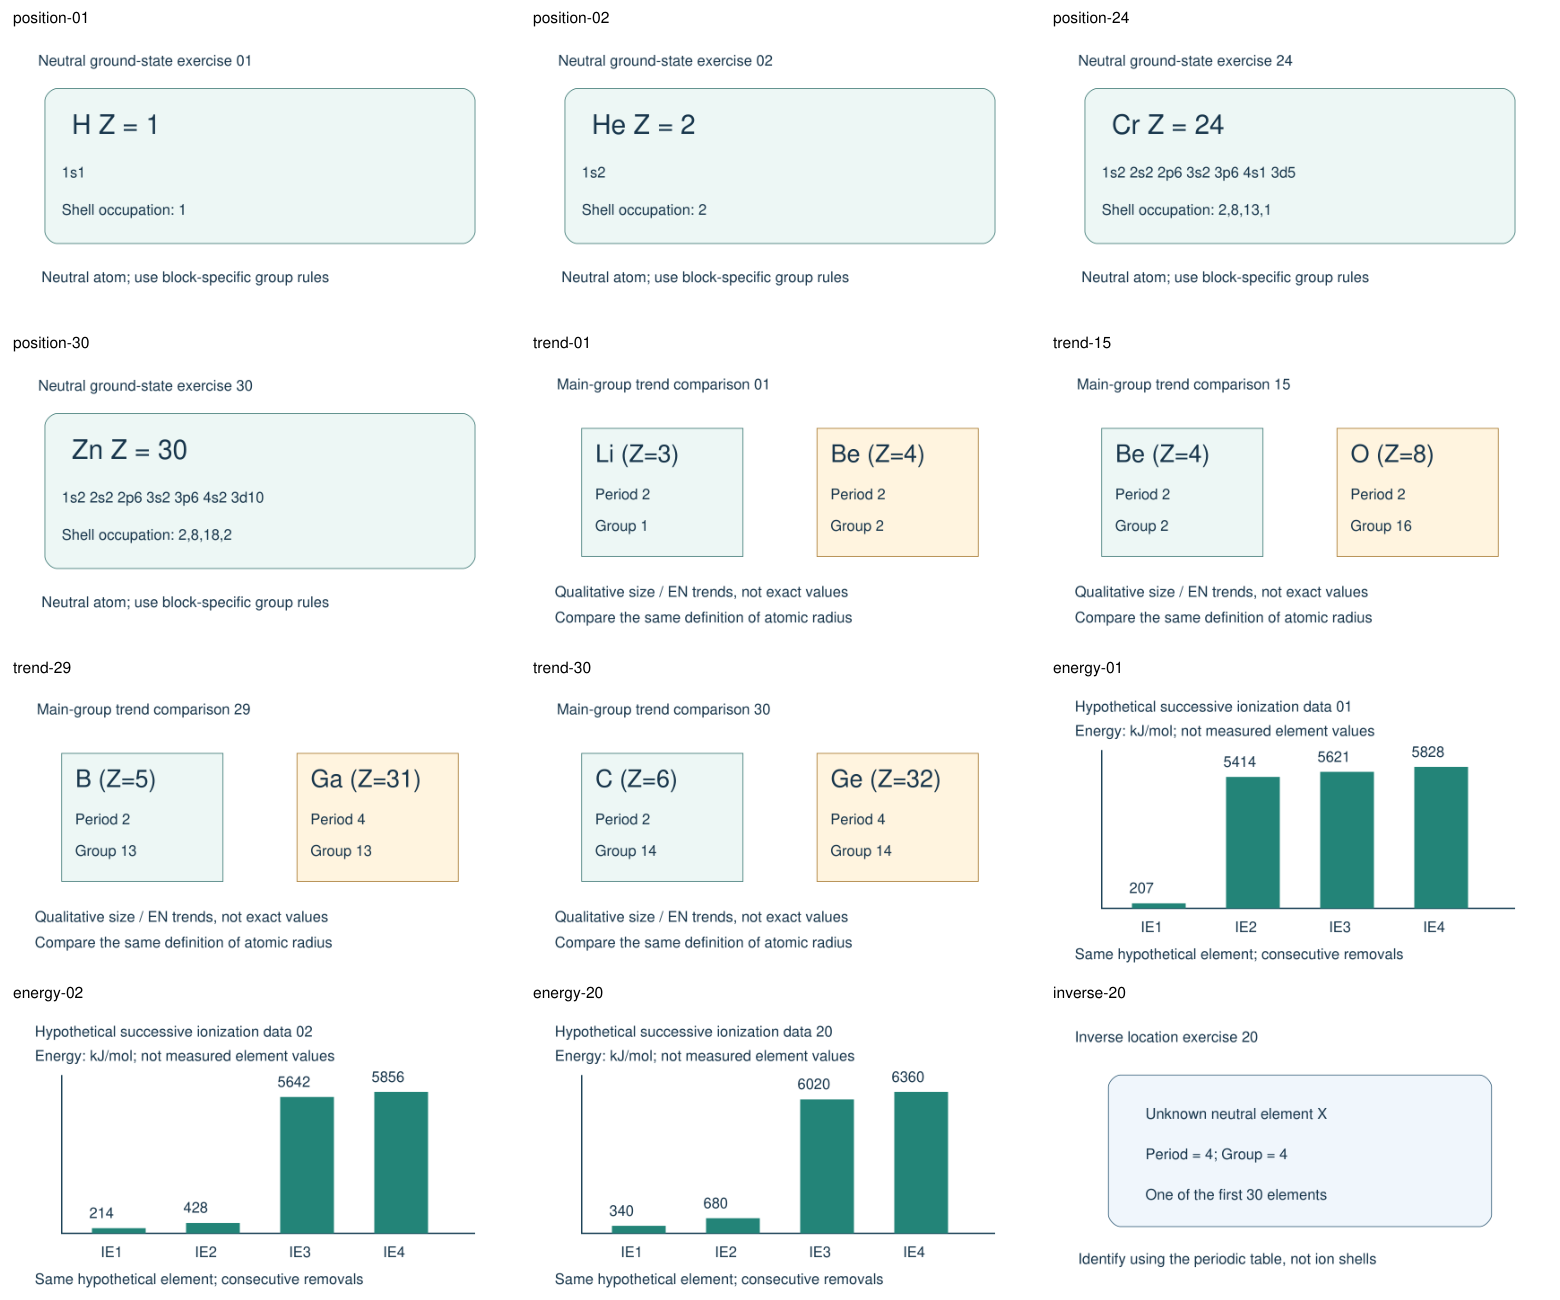 position-01
Neutral ground-state exercise 01
H Z = 1
1s1
Shell occupation: 1
Neutral atom; use block-specific group rules
position-02
Neutral ground-state exercise 02
He Z = 2
1s2
Shell occupation: 2
Neutral atom; use block-specific group rules
position-24
Neutral ground-state exercise 24
Cr Z = 24
1s2 2s2 2p6 3s2 3p6 4s1 3d5
Shell occupation: 2,8,13,1
Neutral atom; use block-specific group rules
position-30
Neutral ground-state exercise 30
Zn Z = 30
1s2 2s2 2p6 3s2 3p6 4s2 3d10
Shell occupation: 2,8,18,2
Neutral atom; use block-specific group rules
trend-01
Main-group trend comparison 01
Li (Z=3)
Period 2
Group 1
Be (Z=4)
Period 2
Group 2
Qualitative size / EN trends, not exact values
Compare the same definition of atomic radius
trend-15
Main-group trend comparison 15
Be (Z=4)
Period 2
Group 2
O (Z=8)
Period 2
Group 16
Qualitative size / EN trends, not exact values
Compare the same definition of atomic radius
trend-29
Main-group trend comparison 29
B (Z=5)
Period 2
Group 13
Ga (Z=31)
Period 4
Group 13
Qualitative size / EN trends, not exact values
Compare the same definition of atomic radius
trend-30
Main-group trend comparison 30
C (Z=6)
Period 2
Group 14
Ge (Z=32)
Period 4
Group 14
Qualitative size / EN trends, not exact values
Compare the same definition of atomic radius
energy-01
Hypothetical successive ionization data 01
Energy: kJ/mol; not measured element values
207 5414 5621 5828
IE1 IE2 IE3 IE4
Same hypothetical element; consecutive removals
energy-02
Hypothetical successive ionization data 02
Energy: kJ/mol; not measured element values
214 428 5642 5856
IE1 IE2 IE3 IE4
Same hypothetical element; consecutive removals
energy-20
Hypothetical successive ionization data 20
Energy: kJ/mol; not measured element values
340 680 6020 6360
IE1 IE2 IE3 IE4
Same hypothetical element; consecutive removals
inverse-20
Inverse location exercise 20
Unknown neutral element X
Period = 4; Group = 4
One of the first 30 elements
Identify using the periodic table, not ion shells